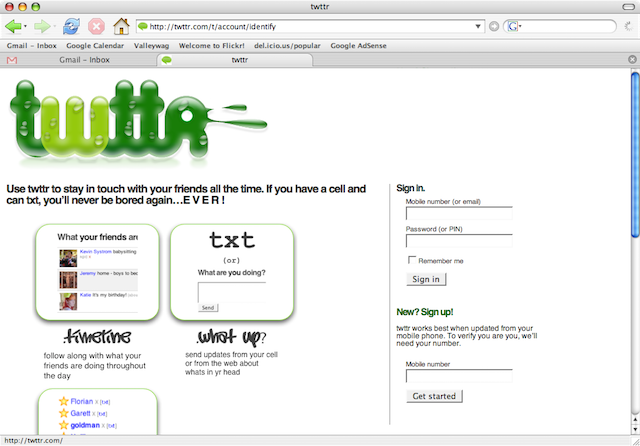 twttr
http://twttr.com/t/account/identify
G
Gmail - Inbox Google Calendar Valleywag Welcome to Flickr! del.icio.us/popular Google AdSense
Gmail - Inbox
twttr
twttr
Use twttr to stay in touch with your friends all the time. If you have a cell and
can txt, you'll never be bored again…E V E R !
What your friends ar
Kevin Systrom babysitting
Jeremy home - boys to bed
Katie It's my birthday!
timeline
follow along with what your
friends are doing throughout
the day
txt
(or)
What are you doing?
Send
what up?
send updates from your cell
or from the web about
whats in yr head
Florian X [txt]
Garett X [txt]
goldman X [txt]
Sign in.
Mobile number (or email)
Password (or PIN)
Remember me
Sign in
New? Sign up!
twttr works best when updated from your
mobile phone. To verify you are you, we'll
need your number.
Mobile number
Get started
http://twttr.com/